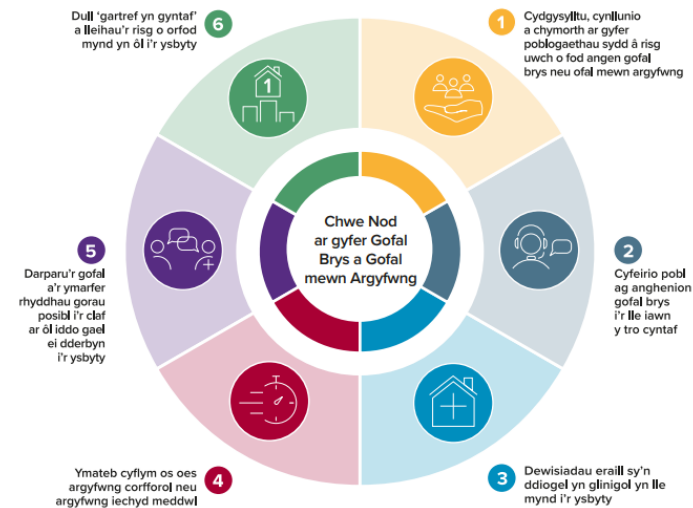 Chwe Nod
ar gyfer Gofal
Brys a Gofal
mewn Argyfwng
1
Cydgysylltu, cynllunio
a chymorth ar gyfer
poblogaethau sydd â risg
uwch o fod angen gofal
brys neu ofal mewn argyfwng
2
Cyfeirio pobl
ag anghenion
gofal brys
i'r lle iawn
y tro cyntaf
3
Dewisiadau eraill sy'n
ddiogel yn glinigol yn lle
mynd i'r ysbyty
4
Ymateb cyflym os oes
argyfwng corfforol neu
argyfwng iechyd meddwl
5
Darparu'r gofal
a'r ymarfer
rhyddhau gorau
posibl i'r claf
ar ôl iddo gael
ei dderbyn
i'r ysbyty
6
Dull ‘gartref yn gyntaf’
a lleihau'r risg o orfod
mynd yn ôl i'r ysbyty
1